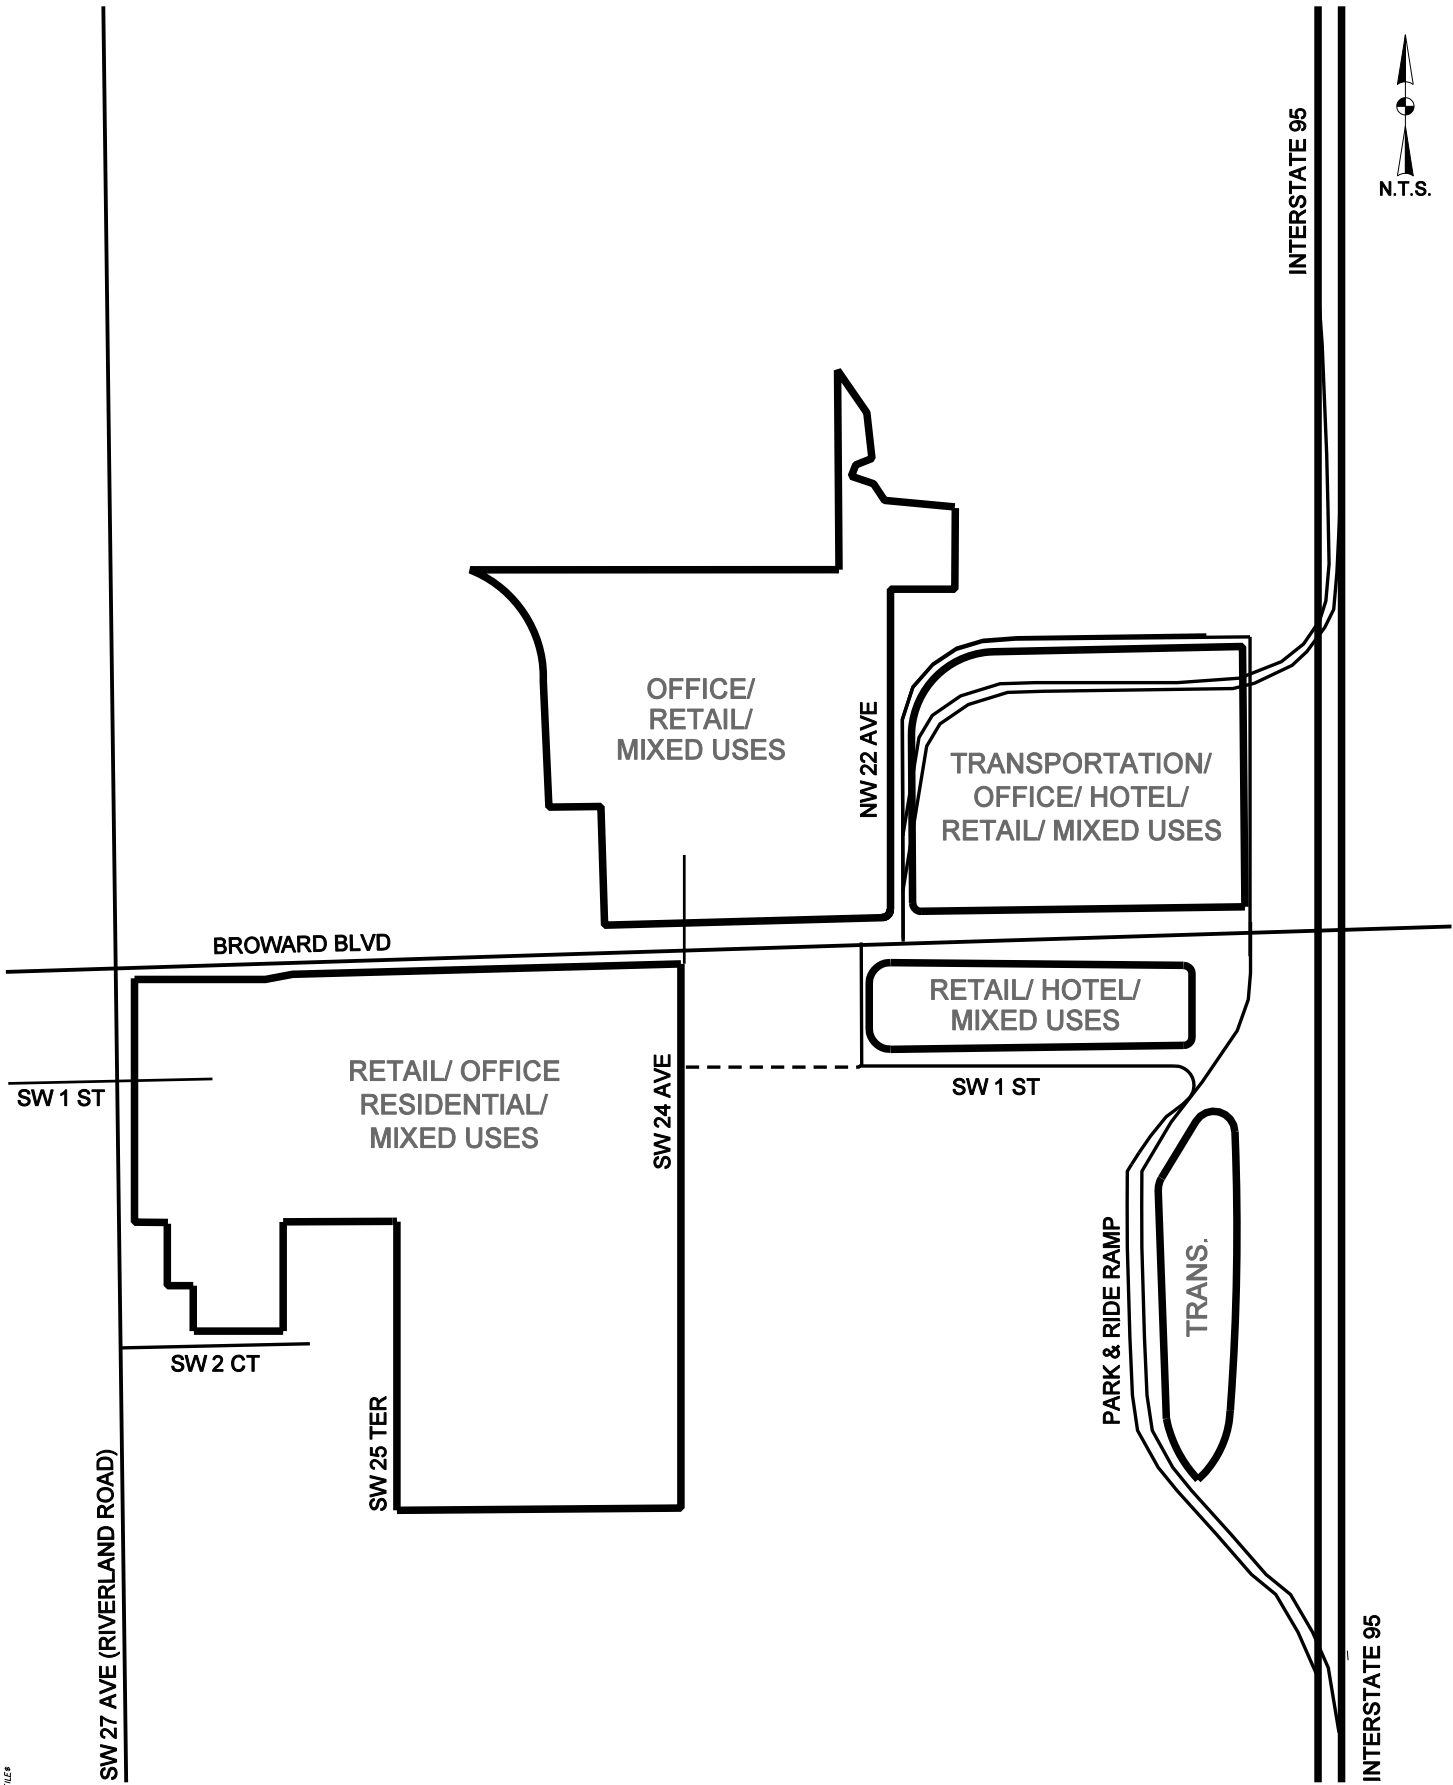 INTERSTATE 95
N.T.S.
OFFICE/
RETAIL/
MIXED USES
NW 22 AVE
TRANSPORTATION/
OFFICE/ HOTEL/
RETAIL/ MIXED USES
BROWARD BLVD
RETAIL/ HOTEL/
MIXED USES
RETAIL/ OFFICE
RESIDENTIAL/
MIXED USES
SW 24 AVE
SW 1 ST
SW 1 ST
TRANS.
PARK & RIDE RAMP
SW 2 CT
SW 25 TER
SW 27 AVE (RIVERLAND ROAD)
INTERSTATE 95